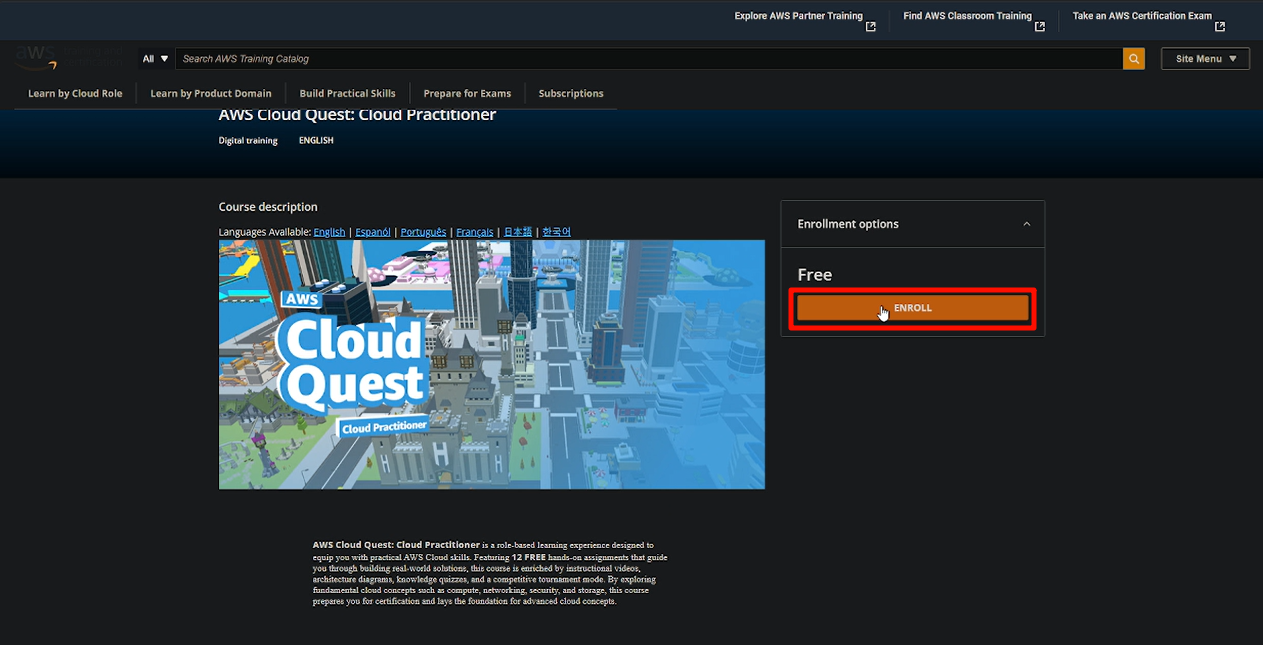 Explore AWS Partner Training
Find AWS Classroom Training
Take an AWS Certification Exam
aws
All
Search AWS Training Catalog
Site Menu
Learn by Cloud Role
Learn by Product Domain
Build Practical Skills
Prepare for Exams
Subscriptions
AWS Cloud Quest: Cloud Practitioner
Digital training
ENGLISH
Course description
Languages Available: English | Espanól | Português | Français | 日本語 | 한국어
AWS
Cloud
Quest
Cloud Practitioner
Enrollment options
Free
ENROLL
AWS Cloud Quest: Cloud Practitioner is a role-based learning experience designed to
equip you with practical AWS Cloud skills. Featuring 12 FREE hands-on assignments that guide
you through building real-world solutions, this course is enriched by instructional videos,
architecture diagrams, knowledge quizzes, and a competitive tournament mode. By exploring
fundamental cloud concepts such as compute, networking, security, and storage, this course
prepares you for certification and lays the foundation for advanced cloud concepts.